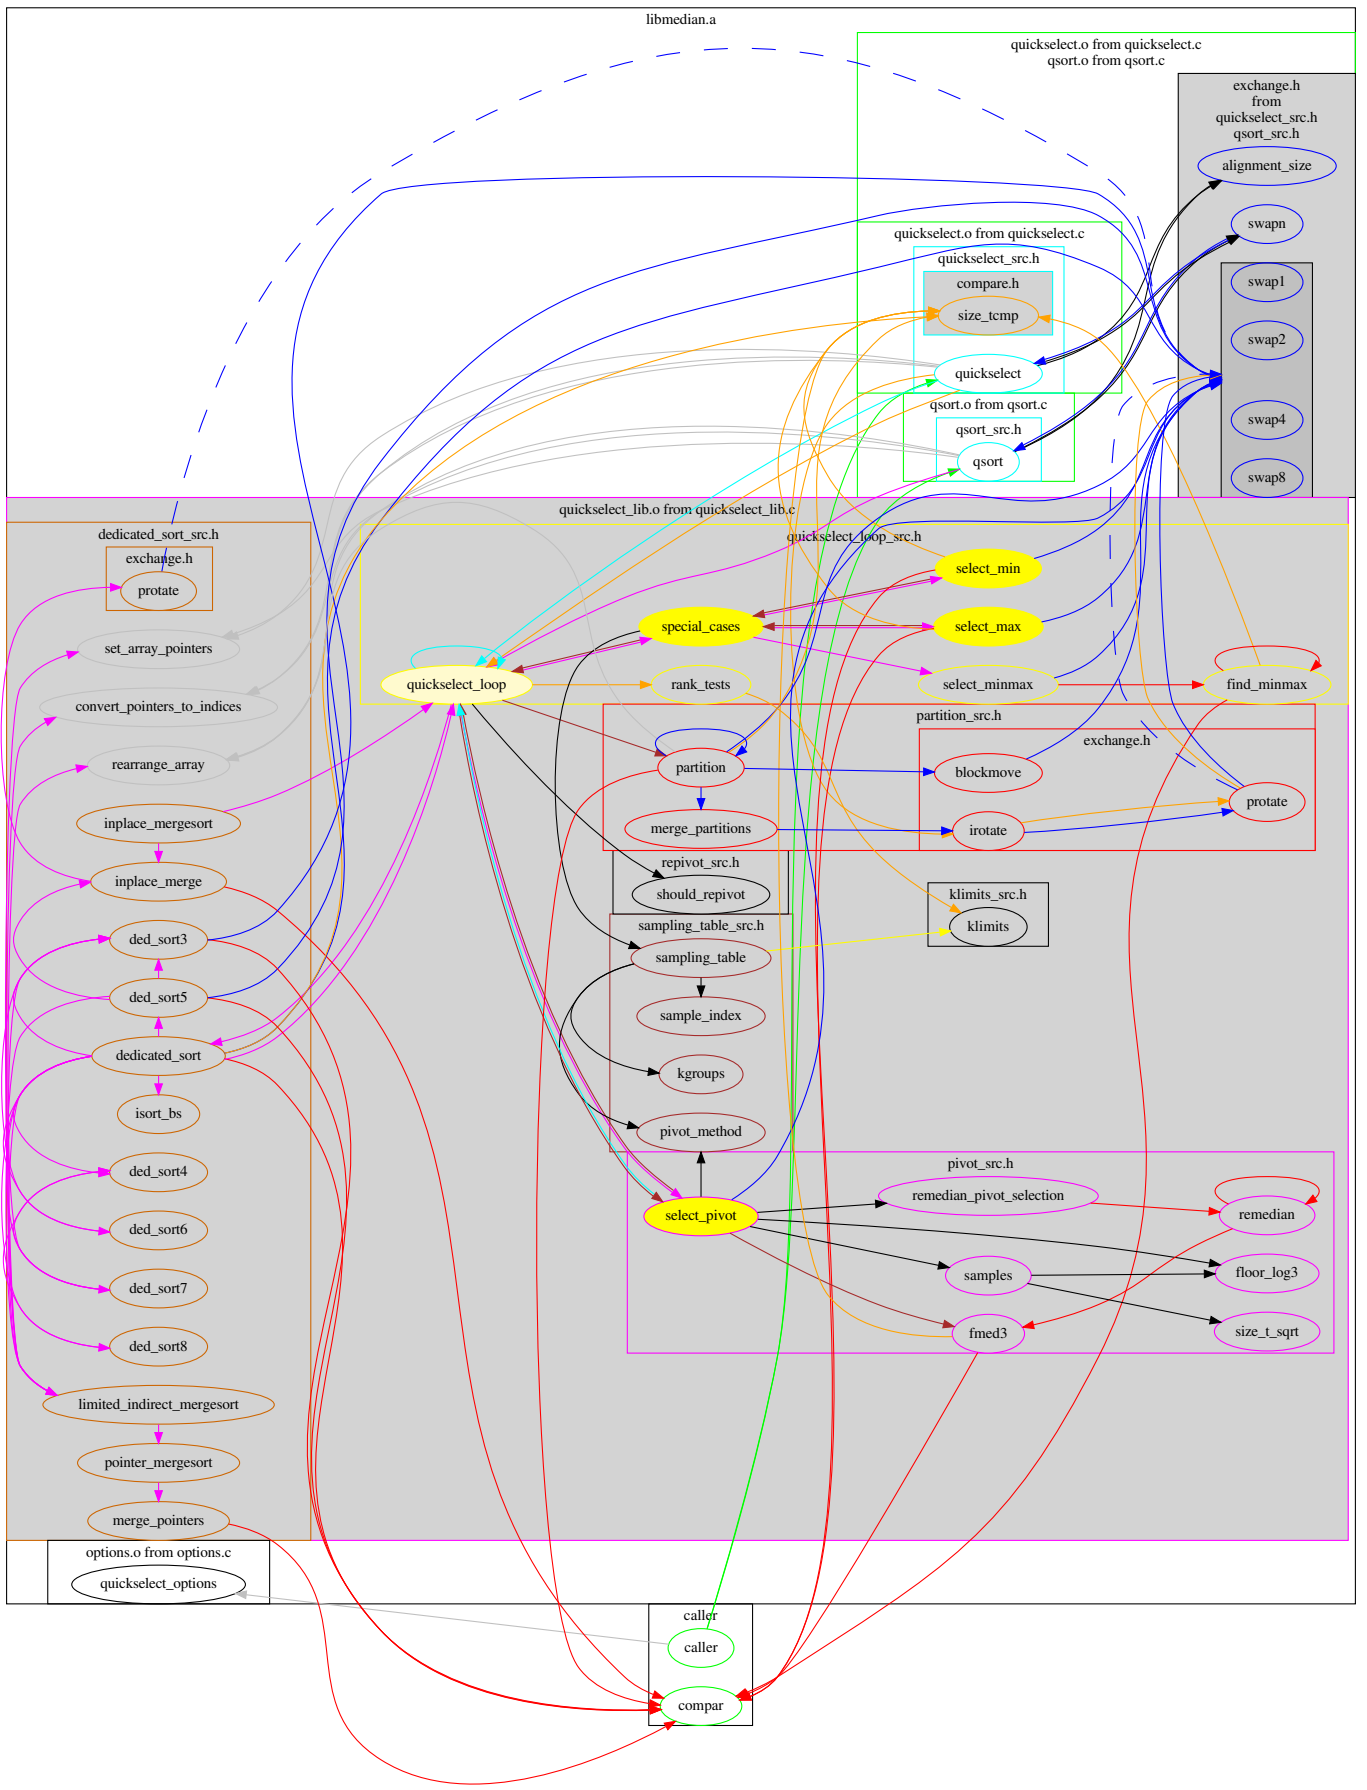 libmedian.a
quickselect.o from quickselect.c
qsort.o from qsort.c
exchange.h
from
quickselect_src.h
qsort_src.h
alignment_size
swapn
swap1
swap2
swap4
swap8
quickselect.o from quickselect.c
quickselect_src.h
compare.h
size_tcmp
quickselect
qsort.o from qsort.c
qsort_src.h
qsort
quickselect_lib.o from quickselect_lib.c
dedicated_sort_src.h
exchange.h
protate
set_array_pointers
convert_pointers_to_indices
rearrange_array
inplace_mergesort
inplace_merge
ded_sort3
ded_sort5
dedicated_sort
isort_bs
ded_sort4
ded_sort6
ded_sort7
ded_sort8
limited_indirect_mergesort
pointer_mergesort
merge_pointers
quickselect_loop_src.h
select_min
special_cases
select_max
quickselect_loop
rank_tests
select_minmax
find_minmax
partition_src.h
exchange.h
partition
blockmove
protate
merge_partitions
irotate
repivot_src.h
should_repivot
klimits_src.h
klimits
sampling_table_src.h
sampling_table
sample_index
kgroups
pivot_method
pivot_src.h
remedian_pivot_selection
select_pivot
remedian
samples
floor_log3
fmed3
size_t_sqrt
options.o from options.c
quickselect_options
caller
caller
compar